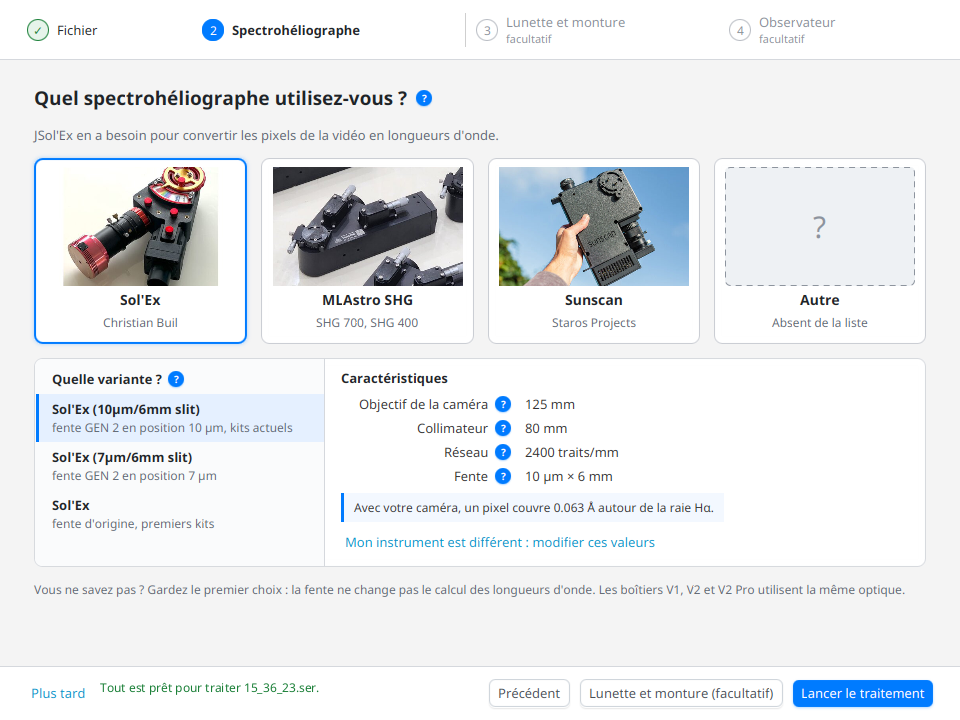 ✓ Fichier
2 Spectrohéliographe
3 Lunette et monture
facultatif
4 Observateur
facultatif
Quel spectrohéliographe utilisez-vous ? ?
JSol'Ex en a besoin pour convertir les pixels de la vidéo en longueurs d'onde.
sunscan
?
Sol'Ex
Christian Buil
MLAstro SHG
SHG 700, SHG 400
Sunscan
Staros Projects
Autre
Absent de la liste
Quelle variante ? ?
Sol'Ex (10µm/6mm slit)
fente GEN 2 en position 10 µm, kits actuels
Sol'Ex (7µm/6mm slit)
fente GEN 2 en position 7 µm
Sol'Ex
fente d'origine, premiers kits
Caractéristiques
Objectif de la caméra ? 125 mm
Collimateur ? 80 mm
Réseau ? 2400 traits/mm
Fente ? 10 µm × 6 mm
Avec votre caméra, un pixel couvre 0.063 Å autour de la raie Hα.
Mon instrument est différent : modifier ces valeurs
Vous ne savez pas ? Gardez le premier choix : la fente ne change pas le calcul des longueurs d'onde. Les boîtiers V1, V2 et V2 Pro utilisent la même optique.
Plus tard
Tout est prêt pour traiter 15_36_23.ser.
Précédent
Lunette et monture (facultatif)
Lancer le traitement